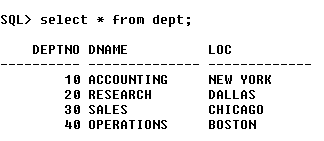 SQL> select * from dept;
DEPTNO DNAME LOC
---------- -------------- -------------
10 ACCOUNTING NEW YORK
20 RESEARCH DALLAS
30 SALES CHICAGO
40 OPERATIONS BOSTON